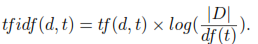 tfidf(d, t) = tf(d, t) × log(|D| / df(t)).